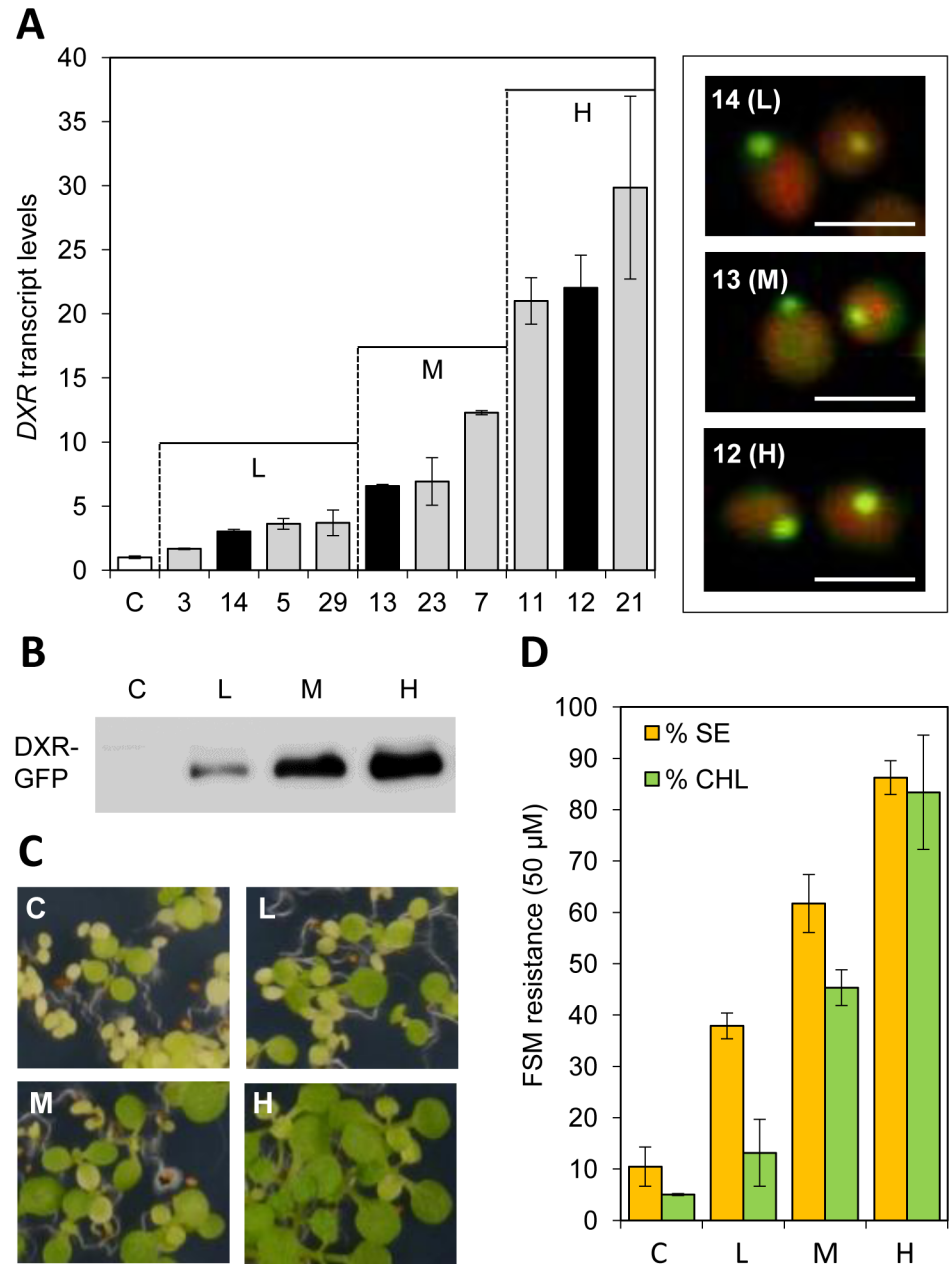 A
DXR transcript levels
40
35
30
25
20
15
10
5
0
L
M
H
C 3 14 5 29 13 23 7 11 12 21
14 (L)
13 (M)
12 (H)
B
C L M H
DXR-
GFP
C
C
L
M
H
D
FSM resistance (50 µM)
100
90
80
70
60
50
40
30
20
10
0
% SE
% CHL
C L M H